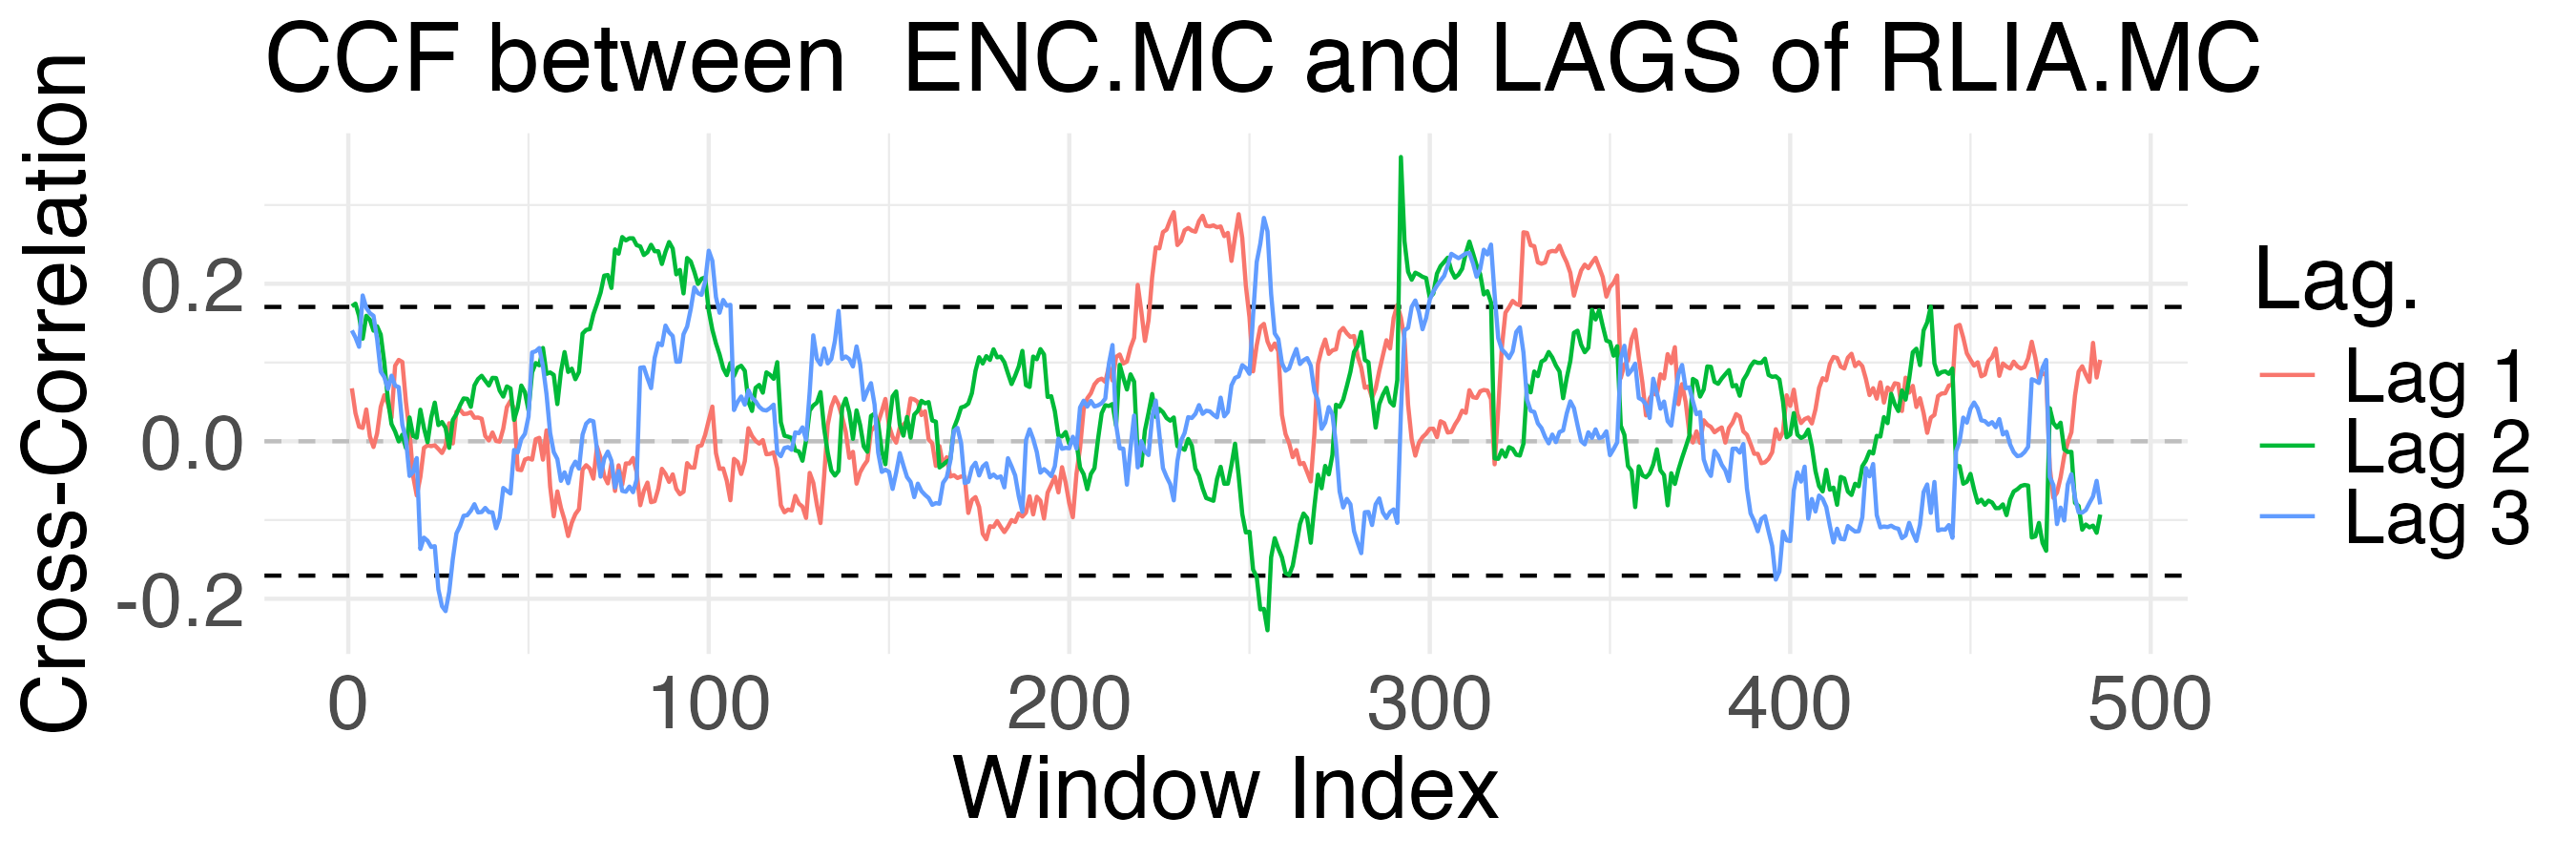 CCF between  ENC.MC and LAGS of RLIA.MC
Cross-Correlation
0.2
0.0
-0.2
0 100 200 300 400 500
Window Index
Lag.
Lag 1
Lag 2
Lag 3